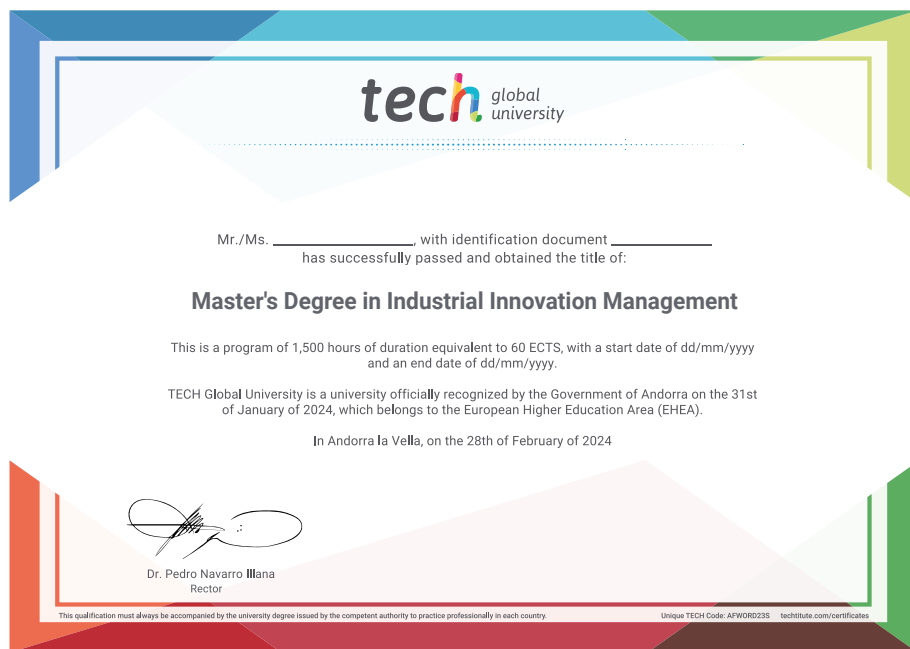 tech global
university
Mr./Ms. ____________________, with identification document ______________
has successfully passed and obtained the title of:
Master's Degree in Industrial Innovation Management
This is a program of 1,500 hours of duration equivalent to 60 ECTS, with a start date of dd/mm/yyyy
and an end date of dd/mm/yyyy.
TECH Global University is a university officially recognized by the Government of Andorra on the 31st
of January of 2024, which belongs to the European Higher Education Area (EHEA).
In Andorra la Vella, on the 28th of February of 2024
Dr. Pedro Navarro Illana
Rector
This qualification must always be accompanied by the university degree issued by the competent authority to practice professionally in each country. Unique TECH Code: AFWORD23S techtitute.com/certificates